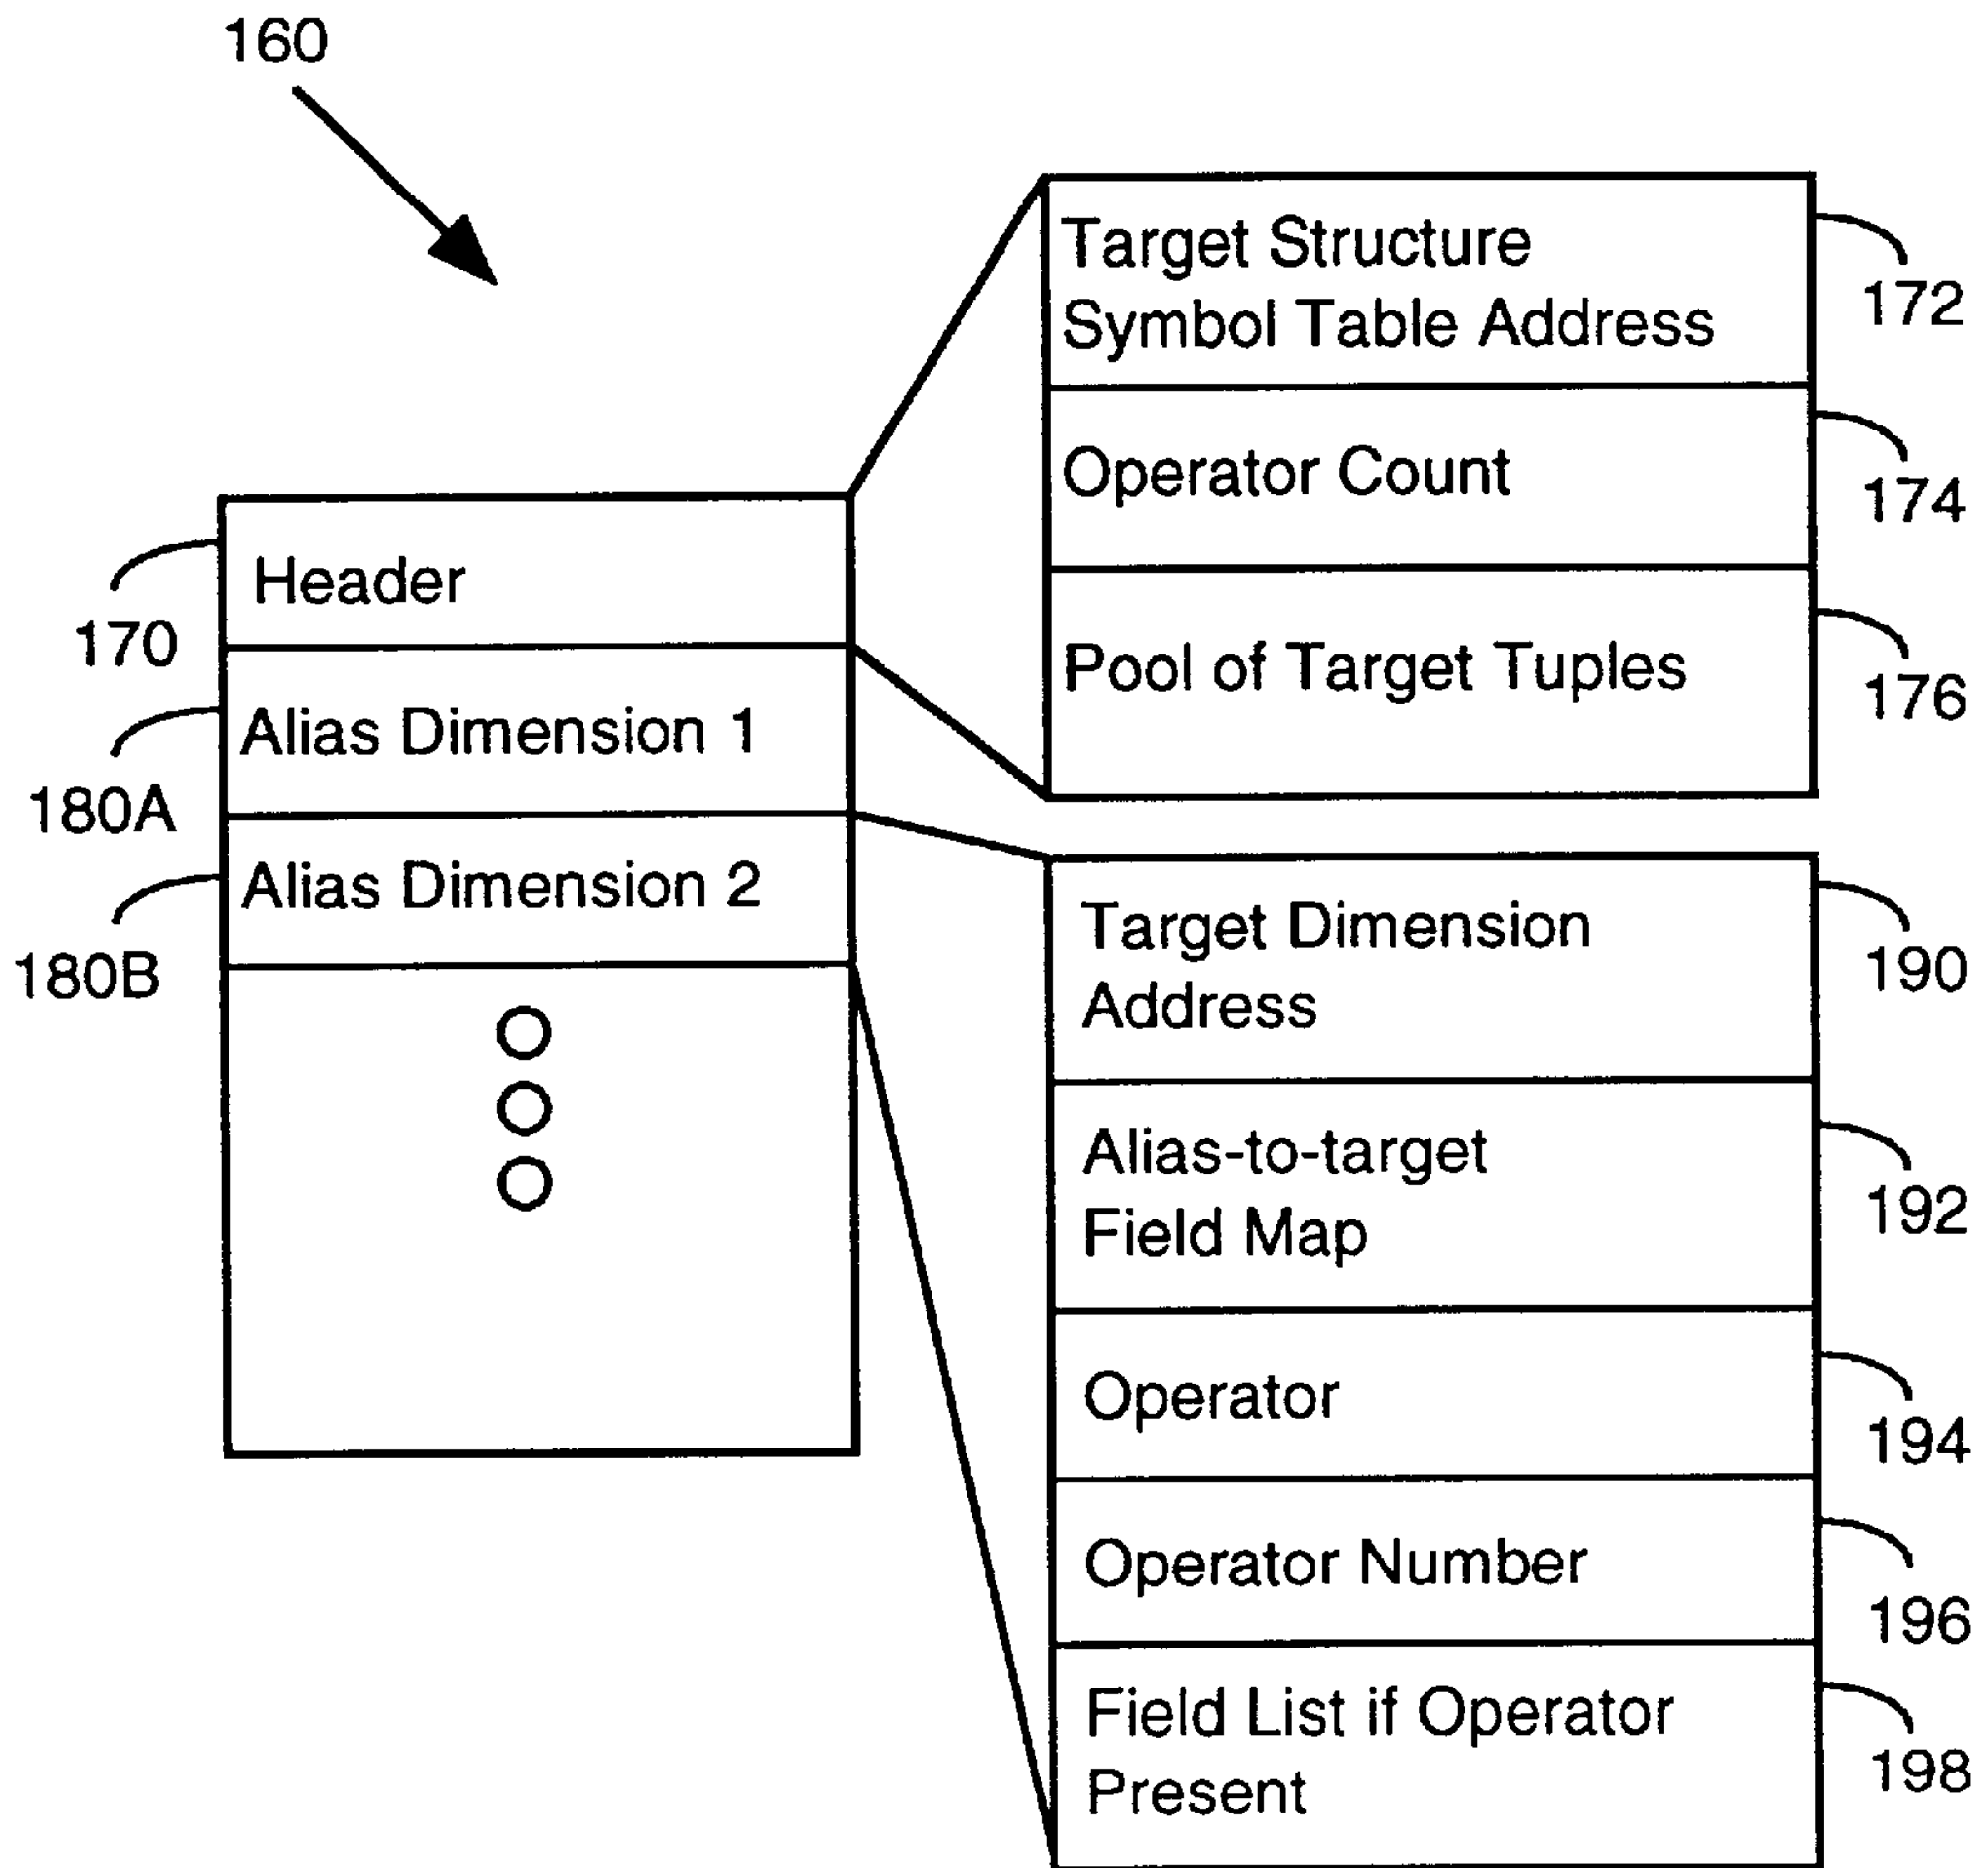 160
Target Structure
Symbol Table Address
172
Operator Count
174
Pool of Target Tuples
176
Header
170
Alias Dimension 1
180A
Alias Dimension 2
180B
Target Dimension
Address
190
Alias-to-target
Field Map
192
Operator
194
Operator Number
196
Field List if Operator
Present
198